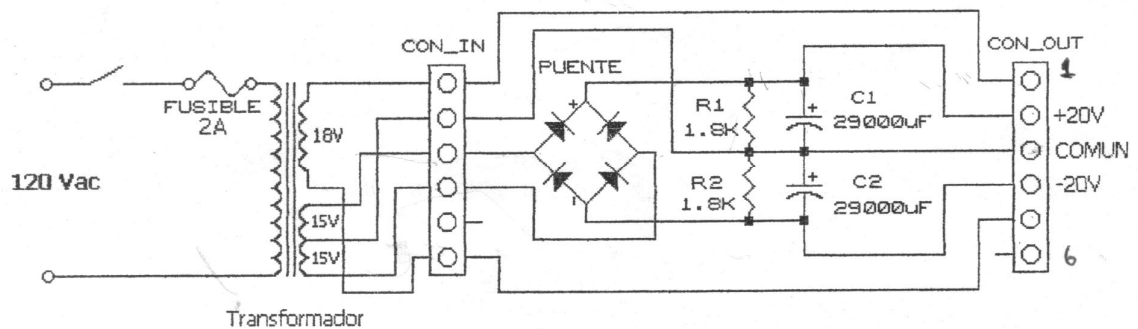 120 Vac
FUSIBLE
2A
18V
15V
15V
Transformador
CON_IN
PUENTE
+
-
R1
1.8K
R2
1.8K
+
C1
29000uF
+
C2
29000uF
CON_OUT
1
+20V
COMUN
-20V
6